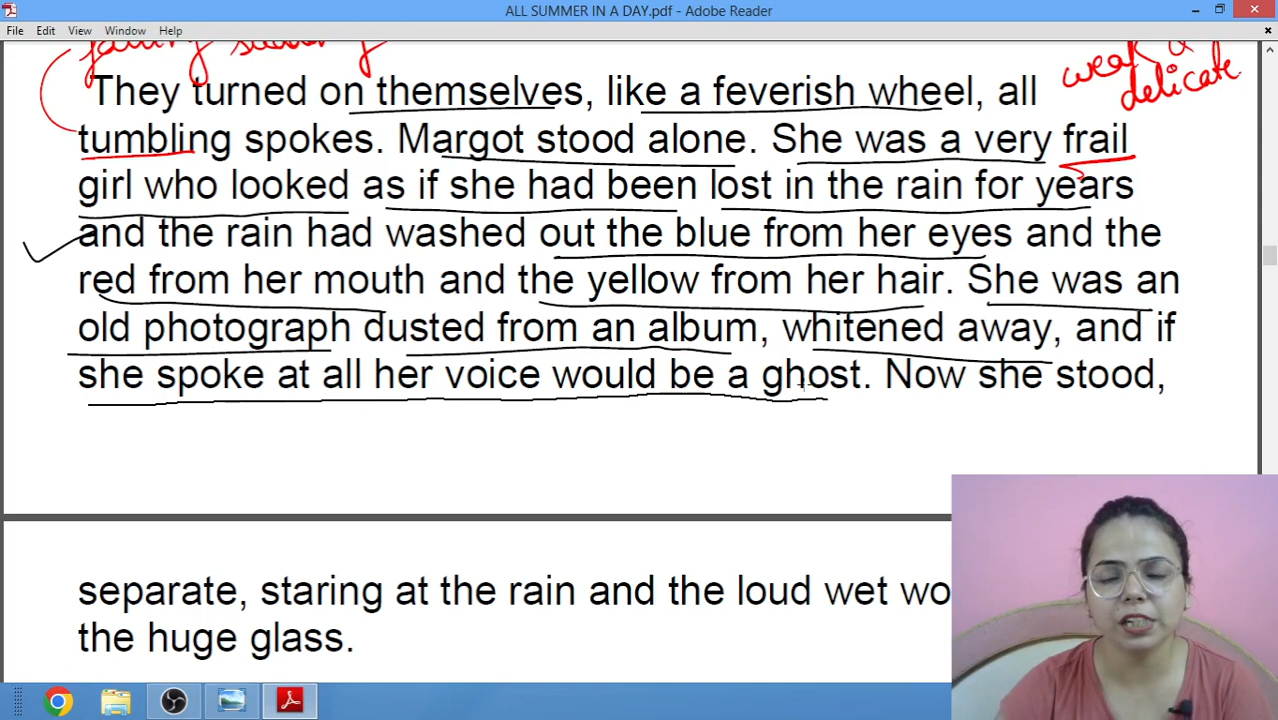 ALL SUMMER IN A DAY.pdf - Adobe Reader
File Edit View Window Help
weak &
delicate
They turned on themselves, like a feverish wheel, all
tumbling spokes. Margot stood alone. She was a very frail
girl who looked as if she had been lost in the rain for years
and the rain had washed out the blue from her eyes and the
red from her mouth and the yellow from her hair. She was an
old photograph dusted from an album, whitened away, and if
she spoke at all her voice would be a ghost. Now she stood,
separate, staring at the rain and the loud wet wo
the huge glass.